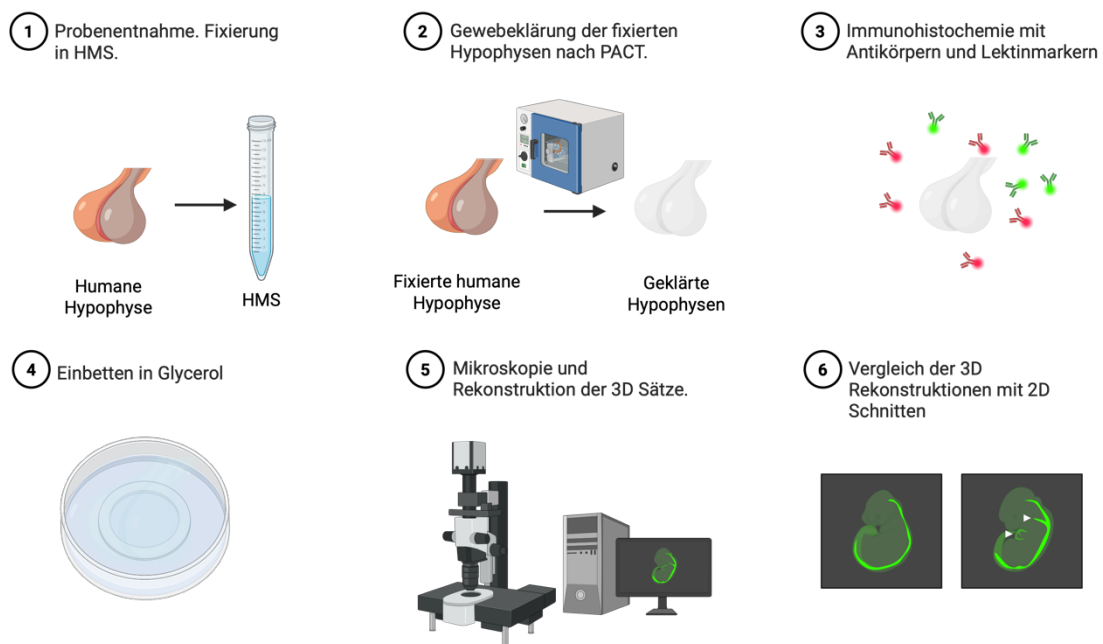 1
Probenentnahme. Fixierung
in HMS.
2
Gewebeklärung der fixierten
Hypophysen nach PACT.
3
Immunohistochemie mit
Antikörpern und Lektinmarkern
Humane
Hypophyse
HMS
Fixierte humane
Hypophyse
Geklärte
Hypophysen
4
Einbetten in Glycerol
5
Mikroskopie und
Rekonstruktion der 3D Sätze.
6
Vergleich der 3D
Rekonstruktionen mit 2D
Schnitten